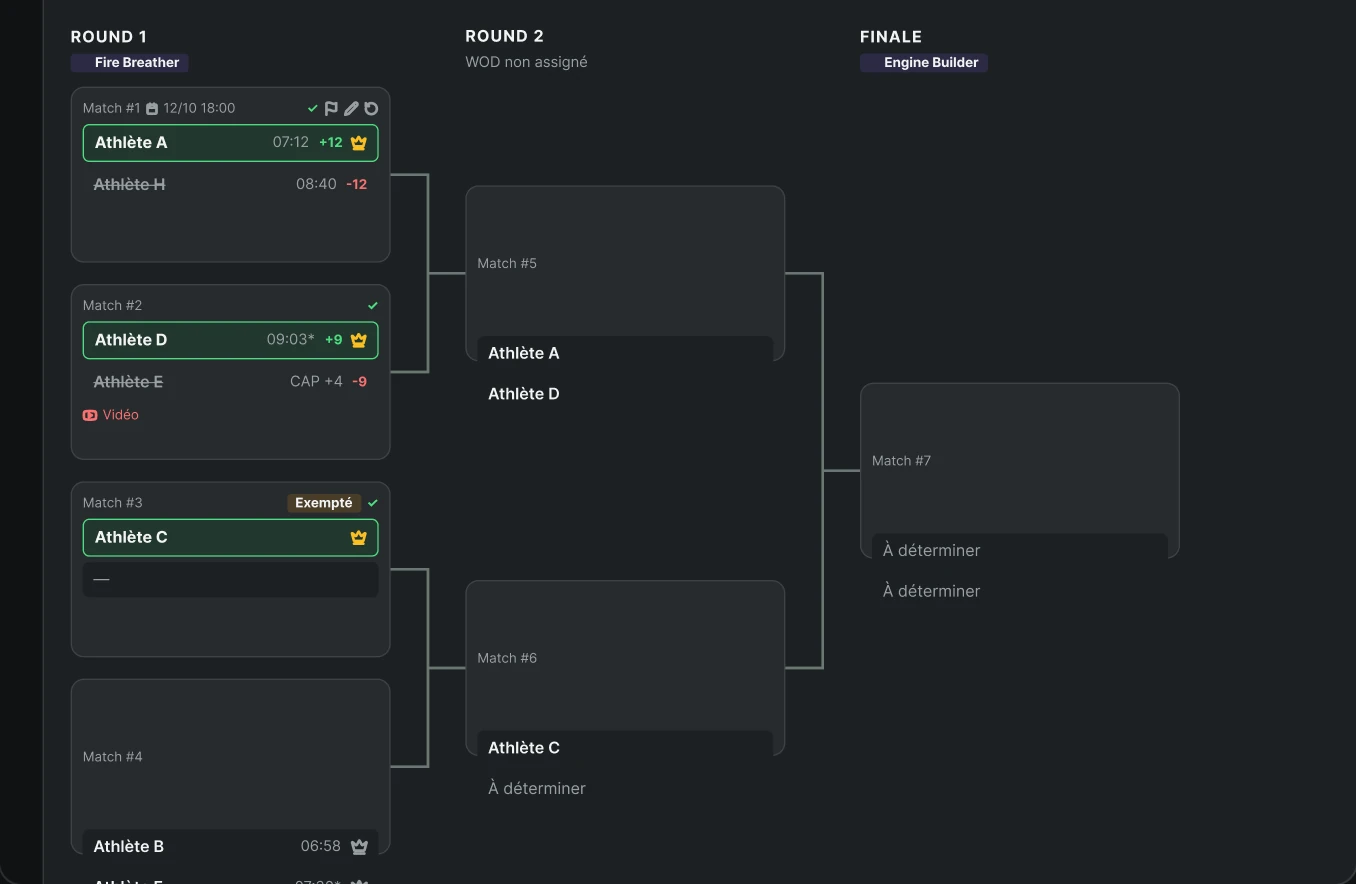 ROUND 1
Fire Breather
Match #1 12/10 18:00
Athlète A 07:12 +12
Athlète H 08:40 -12
Match #2
Athlète D 09:03* +9
Athlète E CAP +4 -9
Vidéo
Match #3 Exempté
Athlète C
—
Match #4
Athlète B 06:58
ROUND 2
WOD non assigné
Match #5
Athlète A
Athlète D
Match #6
Athlète C
À déterminer
FINALE
Engine Builder
Match #7
À déterminer
À déterminer